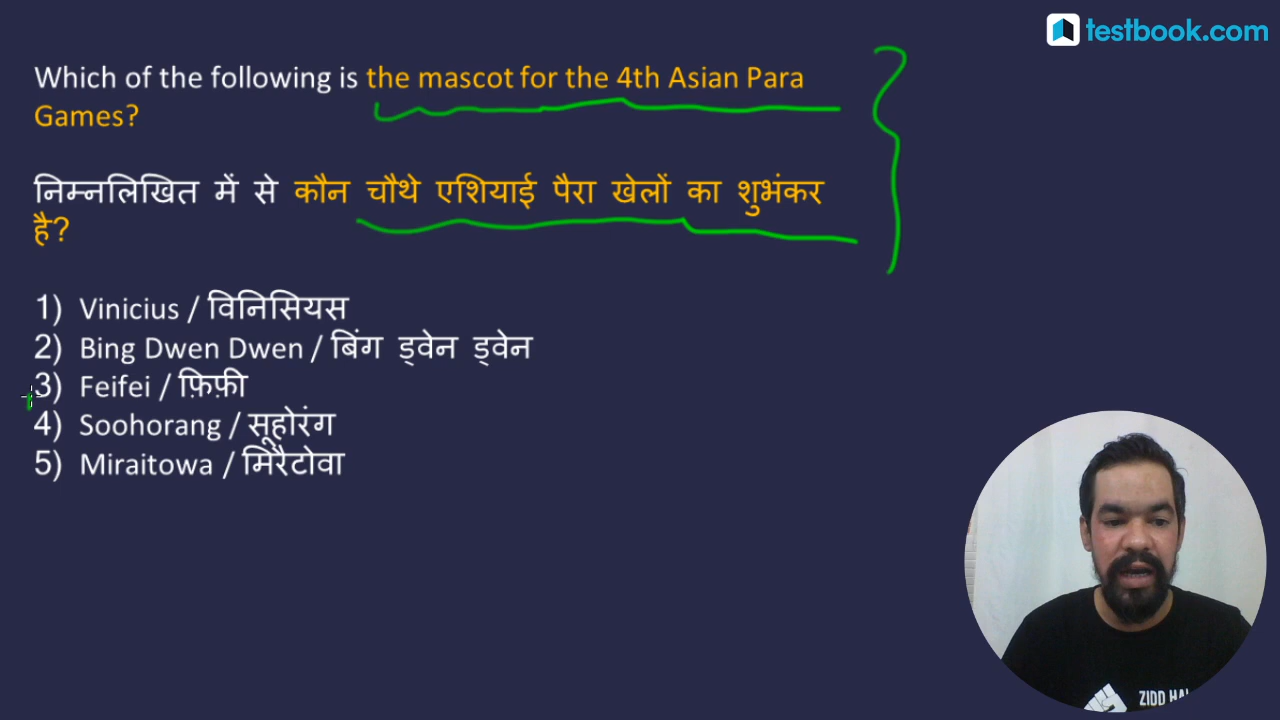 testbook.com
Which of the following is the mascot for the 4th Asian Para
Games?
निम्नलिखित में से कौन चौथे एशियाई पैरा खेलों का शुभंकर
है?
1) Vinicius / विनिसियस
2) Bing Dwen Dwen / बिंग ड्वेन ड्वेन
3) Feifei / फ़िफ़ी
4) Soohorang / सूहोरंग
5) Miraitowa / मिरैटोवा
ZIDD